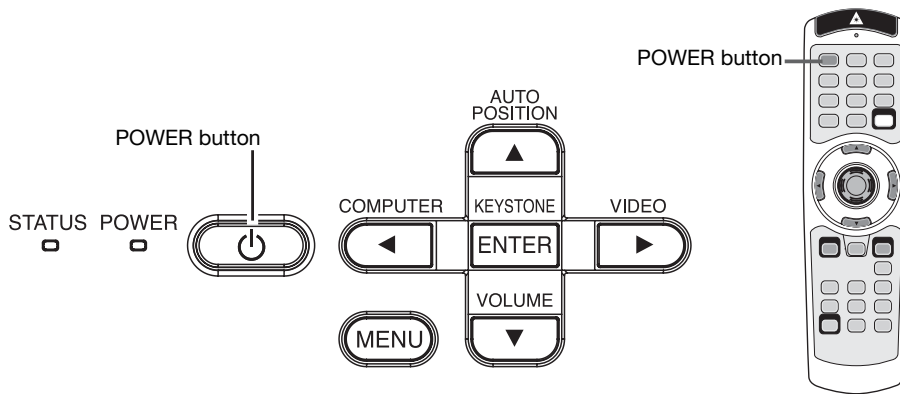 POWER button
POWER button
AUTO
POSITION
STATUS
POWER
COMPUTER
KEYSTONE
VIDEO
ENTER
VOLUME
MENU